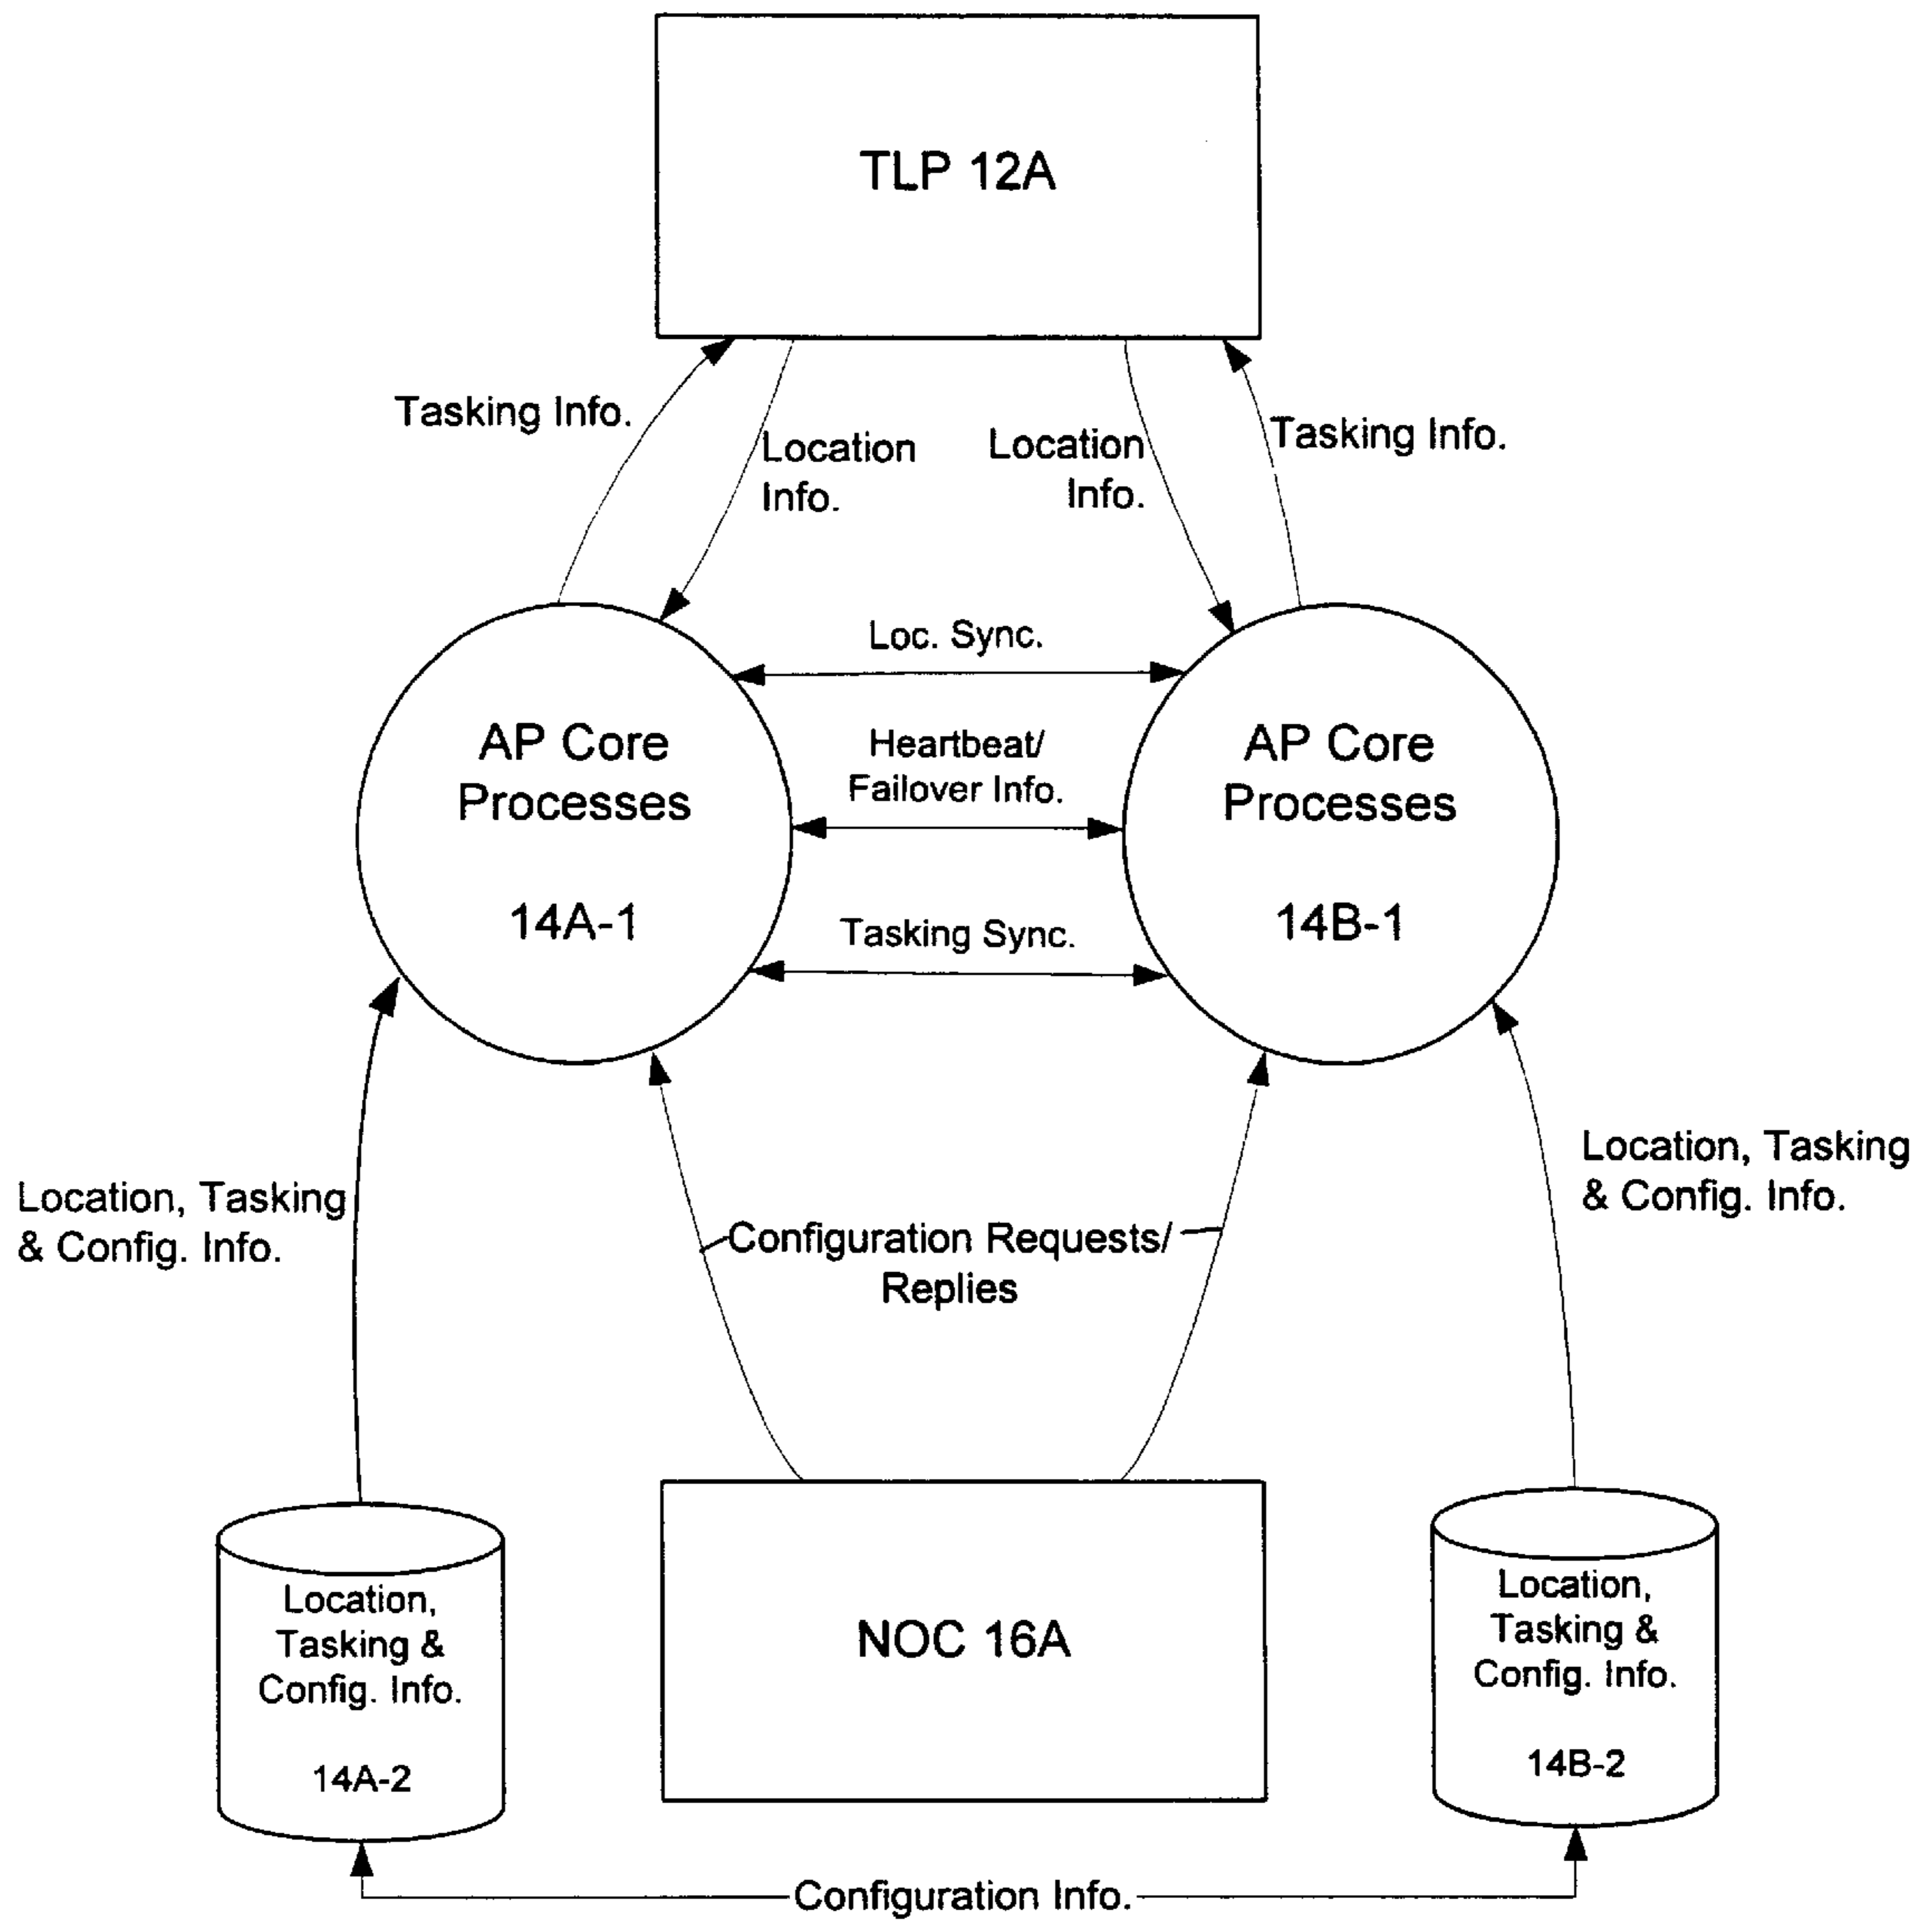 TLP 12A
Tasking Info.
Location
Info.
Location
Info.
Tasking Info.
Loc. Sync.
AP Core
Processes
14A-1
Heartbeat/
Failover Info.
AP Core
Processes
14B-1
Tasking Sync.
Location, Tasking
& Config. Info.
Configuration Requests/
Replies
Location, Tasking
& Config. Info.
Location,
Tasking &
Config. Info.
14A-2
NOC 16A
Location,
Tasking &
Config. Info.
14B-2
Configuration Info.